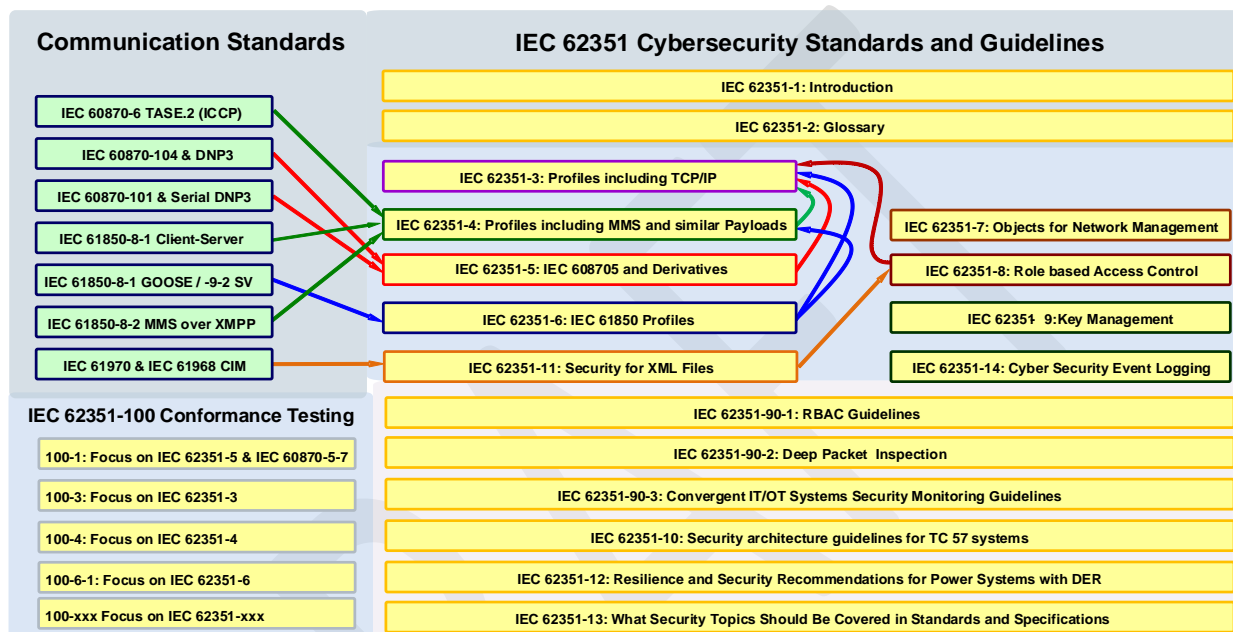 Communication Standards
IEC 62351 Cybersecurity Standards and Guidelines
IEC 62351-1: Introduction
IEC 62351-2: Glossary
IEC 60870-6 TASE.2 (ICCP)
IEC 60870-104 & DNP3
IEC 60870-101 & Serial DNP3
IEC 61850-8-1 Client-Server
IEC 61850-8-1 GOOSE / -9-2 SV
IEC 61850-8-2 MMS over XMPP
IEC 61970 & IEC 61968 CIM
IEC 62351-3: Profiles including TCP/IP
IEC 62351-4: Profiles including MMS and similar Payloads
IEC 62351-5: IEC 608705 and Derivatives
IEC 62351-6: IEC 61850 Profiles
IEC 62351-11: Security for XML Files
IEC 62351-7: Objects for Network Management
IEC 62351-8: Role based Access Control
IEC 62351- 9:Key Management
IEC 62351-14: Cyber Security Event Logging
IEC 62351-100 Conformance Testing
100-1: Focus on IEC 62351-5 & IEC 60870-5-7
100-3: Focus on IEC 62351-3
100-4: Focus on IEC 62351-4
100-6-1: Focus on IEC 62351-6
100-xxx Focus on IEC 62351-xxx
IEC 62351-90-1: RBAC Guidelines
IEC 62351-90-2: Deep Packet Inspection
IEC 62351-90-3: Convergent IT/OT Systems Security Monitoring Guidelines
IEC 62351-10: Security architecture guidelines for TC 57 systems
IEC 62351-12: Resilience and Security Recommendations for Power Systems with DER
IEC 62351-13: What Security Topics Should Be Covered in Standards and Specifications